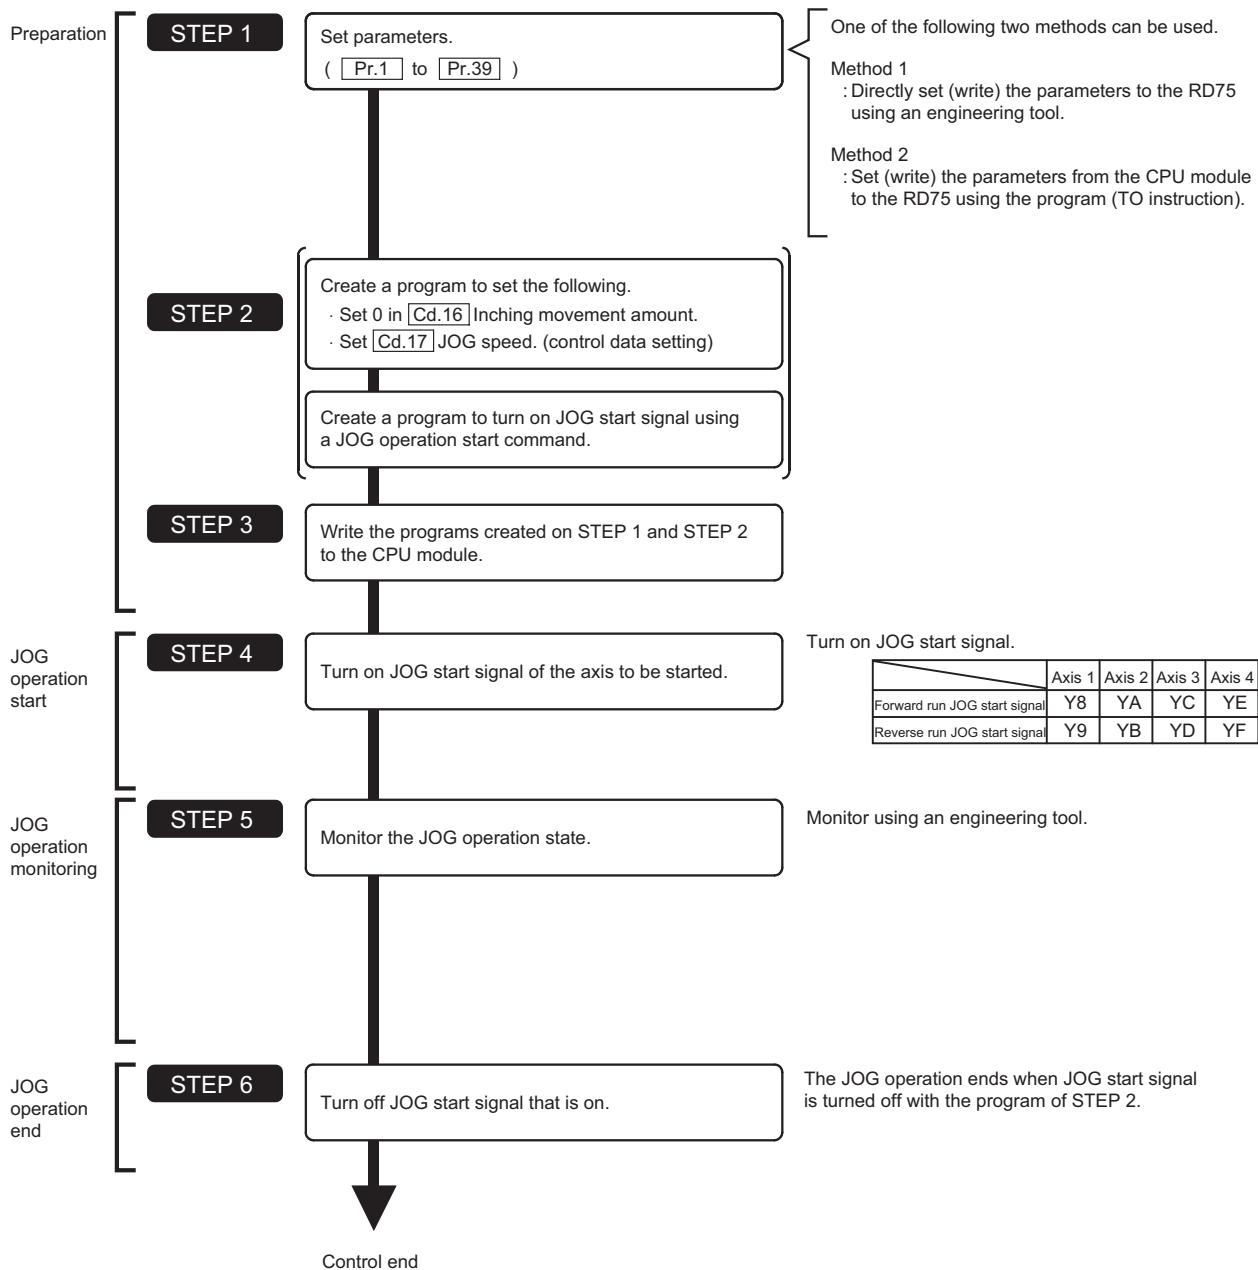 Preparation
STEP 1
Set parameters.
( Pr.1 to Pr.39 )
One of the following two methods can be used.
Method 1
: Directly set (write) the parameters to the RD75
using an engineering tool.
Method 2
: Set (write) the parameters from the CPU module
to the RD75 using the program (TO instruction).
STEP 2
Create a program to set the following.
· Set 0 in Cd.16 Inching movement amount.
· Set Cd.17 JOG speed. (control data setting)
Create a program to turn on JOG start signal using
a JOG operation start command.
STEP 3
Write the programs created on STEP 1 and STEP 2
to the CPU module.
JOG
operation
start
STEP 4
Turn on JOG start signal of the axis to be started.
Turn on JOG start signal.
Axis 1 Axis 2 Axis 3 Axis 4
Forward run JOG start signal Y8 YA YC YE
Reverse run JOG start signal Y9 YB YD YF
JOG
operation
monitoring
STEP 5
Monitor the JOG operation state.
Monitor using an engineering tool.
JOG
operation
end
STEP 6
Turn off JOG start signal that is on.
The JOG operation ends when JOG start signal
is turned off with the program of STEP 2.
Control end